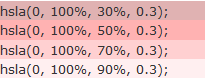 hsla(0, 100%, 30%, 0.3);
hsla(0, 100%, 50%, 0.3);
hsla(0, 100%, 70%, 0.3);
hsla(0, 100%, 90%, 0.3);